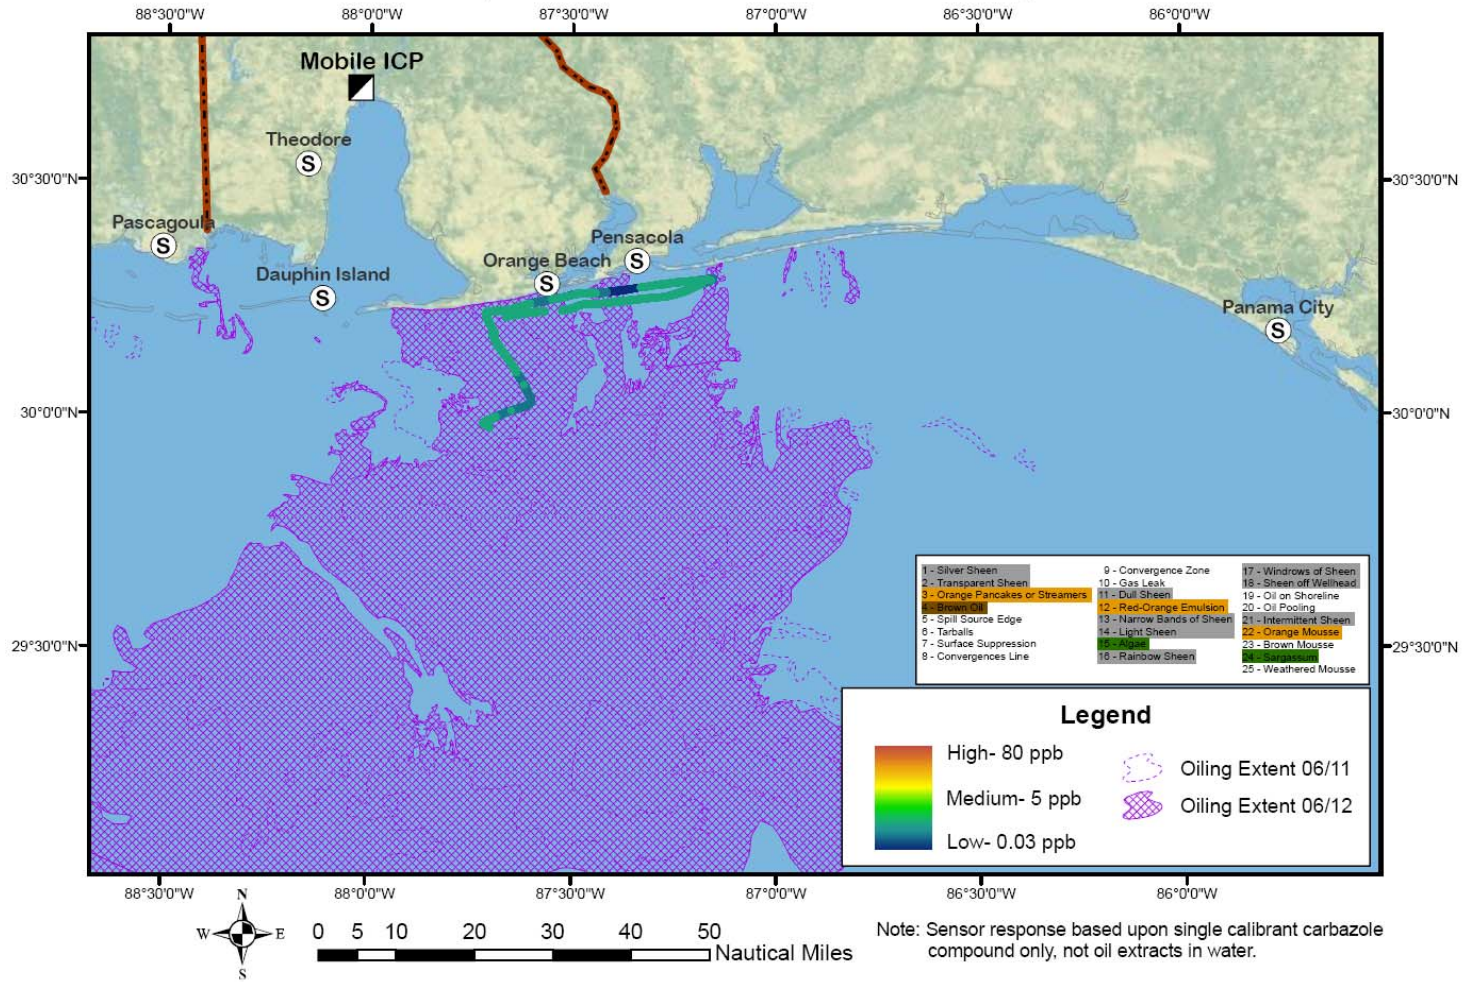 88°30'0"W 88°0'0"W 87°30'0"W 87°0'0"W 86°30'0"W 86°0'0"W
Mobile ICP
Theodore
S
30°30'0"N
30°30'0"N
Pascagoula
S
Pensacola
S
Orange Beach
S
Dauphin Island
S
Panama City
S
30°0'0"N
30°0'0"N
1 - Silver Sheen
2 - Transparent Sheen
3 - Orange Pancakes or Streamers
4 - Brown Oil
5 - Spill Source Edge
6 - Tarballs
7 - Surface Suppression
8 - Convergences Line
9 - Convergence Zone
10 - Gas Leak
11 - Dull Sheen
12 - Red-Orange Emulsion
13 - Narrow Bands of Sheen
14 - Light Sheen
15 - Algae
16 - Rainbow Sheen
17 - Windrows of Sheen
18 - Sheen off Wellhead
19 - Oil on Shoreline
20 - Oil Pooling
21 - Intermittent Sheen
22 - Orange Mousse
23 - Brown Mousse
24 - Sargassum
25 - Weathered Mousse
29°30'0"N
29°30'0"N
Legend
High- 80 ppb
Medium- 5 ppb
Low- 0.03 ppb
Oiling Extent 06/11
Oiling Extent 06/12
88°30'0"W 88°0'0"W 87°30'0"W 87°0'0"W 86°30'0"W 86°0'0"W
N
W E
S
0 5 10 20 30 40 50
Nautical Miles
Note: Sensor response based upon single calibrant carbazole
compound only, not oil extracts in water.